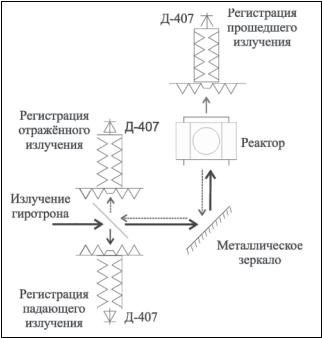 Д-407
Регистрация
прошедшего
излучения
Регистрация
отражённого
излучения
Д-407
Реактор
Излучение
гиротрона
Металлическое
зеркало
Регистрация
падающего
излучения
Д-407